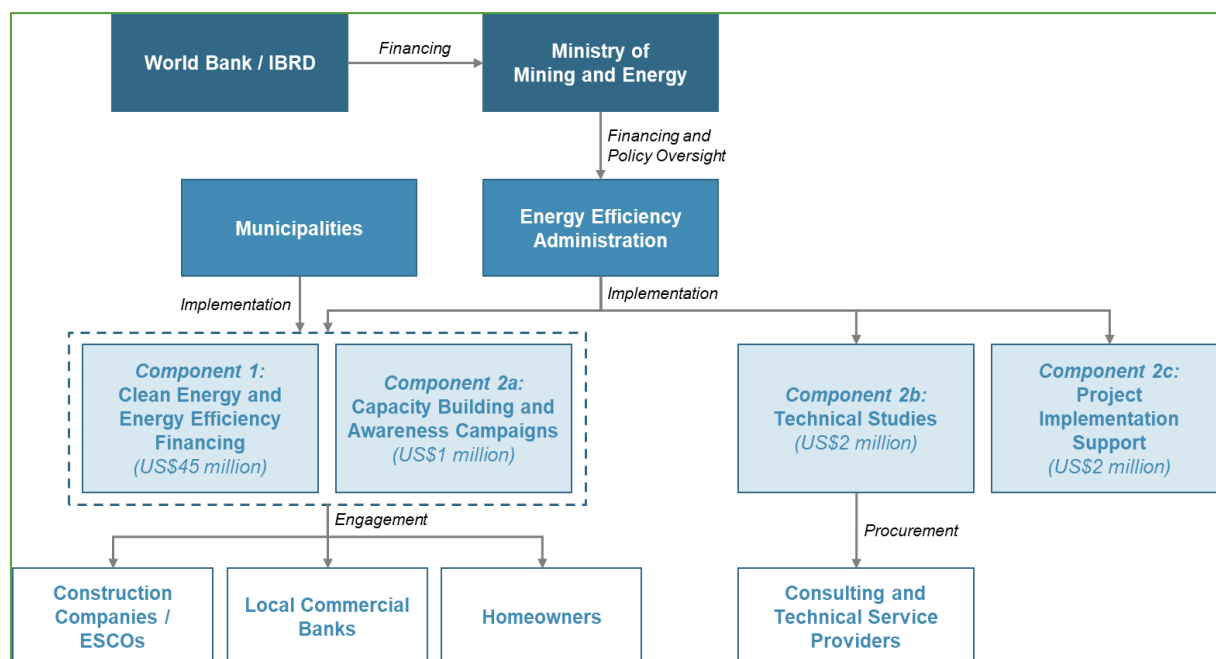 World Bank / IBRD
Financing
Ministry of
Mining and Energy
Financing and
Policy Oversight
Municipalities
Energy Efficiency
Administration
Implementation
Implementation
Component 1:
Clean Energy and
Energy Efficiency
Financing
(US$45 million)
Component 2a:
Capacity Building and
Awareness Campaigns
(US$1 million)
Component 2b:
Technical Studies
(US$2 million)
Component 2c:
Project
Implementation
Support
(US$2 million)
Engagement
Procurement
Construction
Companies /
ESCOs
Local Commercial
Banks
Homeowners
Consulting and
Technical Service
Providers